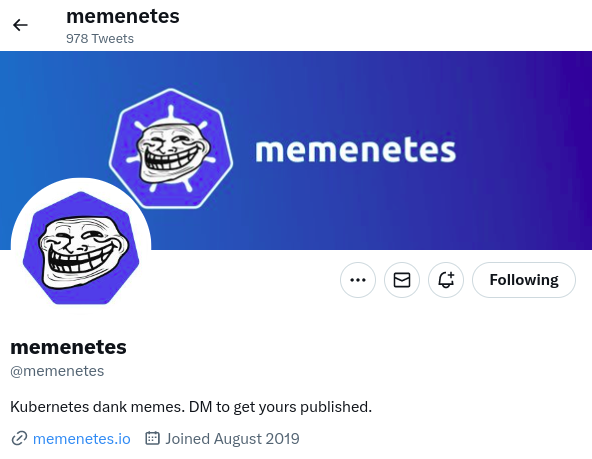 memenetes
978 Tweets
memenetes
Following
memenetes
@memenetes
Kubernetes dank memes. DM to get yours published.
memenetes.io Joined August 2019